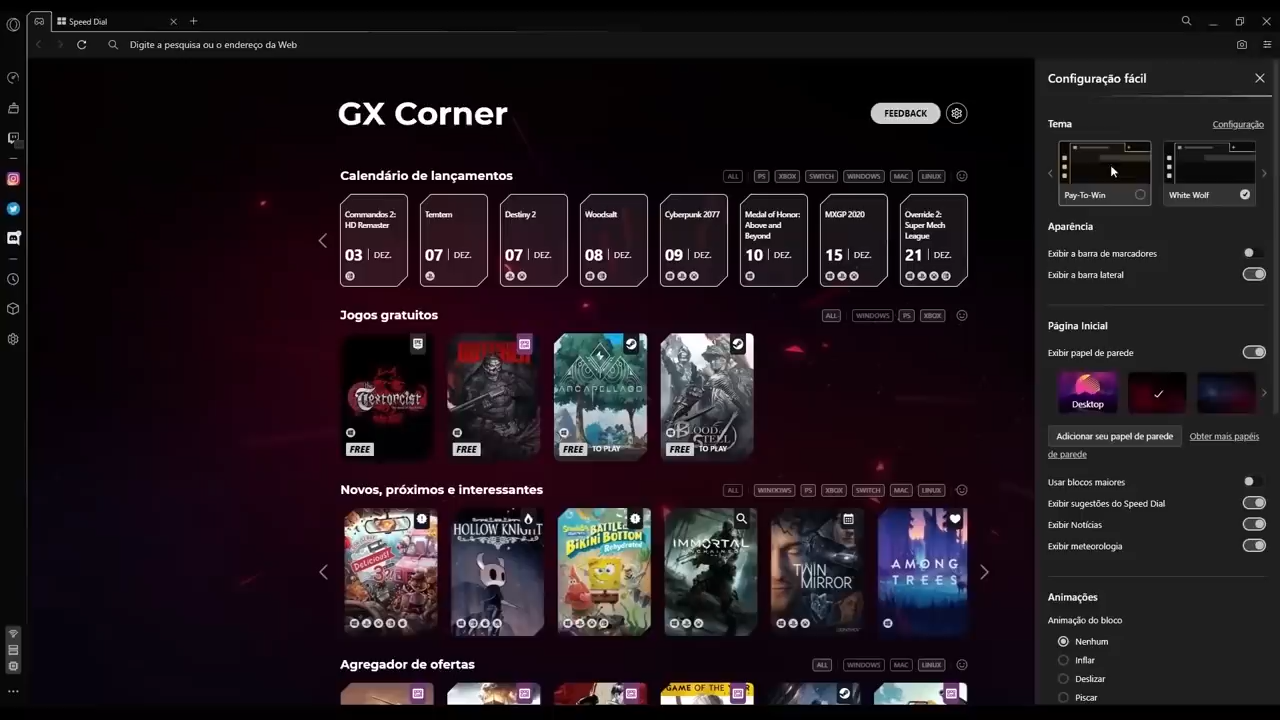 Speed Dial
Digite a pesquisa ou o endereço da Web
GX Corner
FEEDBACK
Calendário de lançamentos
ALL PS XBOX SWITCH WINDOWS MAC LINUX
Commandos 2:
HD Remaster
03 DEZ.
Temtem
07 DEZ.
Destiny 2
07 DEZ.
Woodsalt
08 DEZ.
Cyberpunk 2077
09 DEZ.
Medal of Honor:
Above and
Beyond
10 DEZ.
MXGP 2020
15 DEZ.
Override 2:
Super Mech
League
21 DEZ.
Jogos gratuitos
ALL WINDOWS PS XBOX
Textorcist
FREE
FREE
ARCAPELLAGO
FREE TO PLAY
BLOOD
STEEL
FREE TO PLAY
Novos, próximos e interessantes
ALL WINDOWS PS XBOX SWITCH MAC LINUX
Delicious!
HOLLOW KNIGHT
BATTLE
BIKINI BOTTOM
Rehydrated
IMMORTAL
UNCHAINED
TWIN
MIRROR
AMONG
TREES
Agregador de ofertas
ALL WINDOWS MAC LINUX
GAME OF THE
Configuração fácil
Tema
Configuração
Pay-To-Win
White Wolf
Aparência
Exibir a barra de marcadores
Exibir a barra lateral
Página Inicial
Exibir papel de parede
Desktop
Adicionar seu papel de parede
Obter mais papéis
de parede
Usar blocos maiores
Exibir sugestões do Speed Dial
Exibir Notícias
Exibir meteorologia
Animações
Animação do bloco
Nenhum
Inflar
Deslizar
Piscar